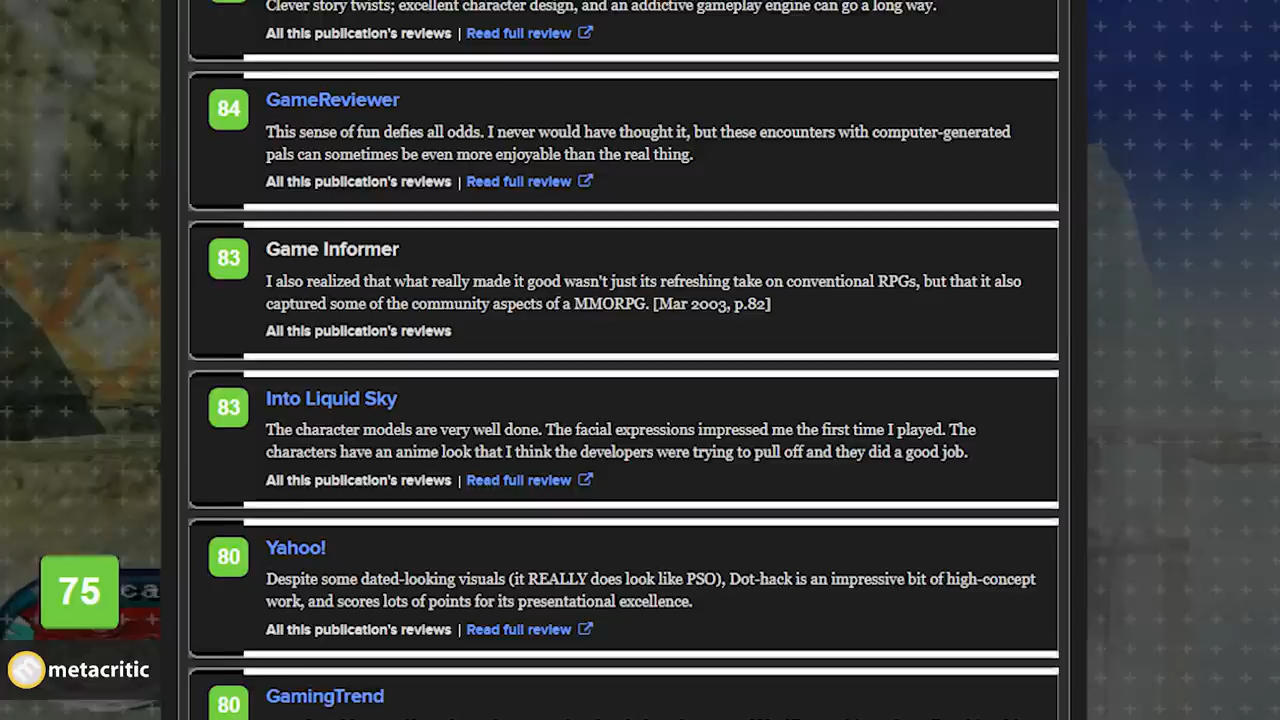 Clever story twists; excellent character design, and an addictive gameplay engine can go a long way.
All this publication's reviews | Read full review
84
GameReviewer
This sense of fun defies all odds. I never would have thought it, but these encounters with computer-generated
pals can sometimes be even more enjoyable than the real thing.
All this publication's reviews | Read full review
83
Game Informer
I also realized that what really made it good wasn't just its refreshing take on conventional RPGs, but that it also
captured some of the community aspects of a MMORPG. [Mar 2003, p.82]
All this publication's reviews
83
Into Liquid Sky
The character models are very well done. The facial expressions impressed me the first time I played. The
characters have an anime look that I think the developers were trying to pull off and they did a good job.
All this publication's reviews | Read full review
80
Yahoo!
Despite some dated-looking visuals (it REALLY does look like PSO), Dot-hack is an impressive bit of high-concept
work, and scores lots of points for its presentational excellence.
All this publication's reviews | Read full review
80
GamingTrend
75
ca
metacritic